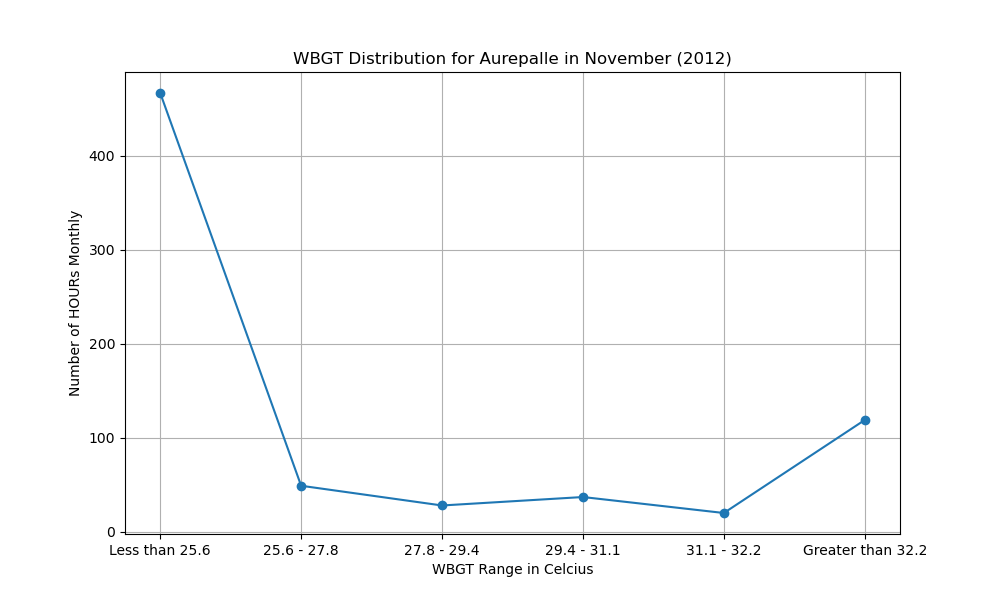 WBGT Distribution for Aurepalle in November (2012)
Number of HOURs Monthly
400
300
200
100
0
Less than 25.6
25.6 - 27.8
27.8 - 29.4
29.4 - 31.1
31.1 - 32.2
Greater than 32.2
WBGT Range in Celcius